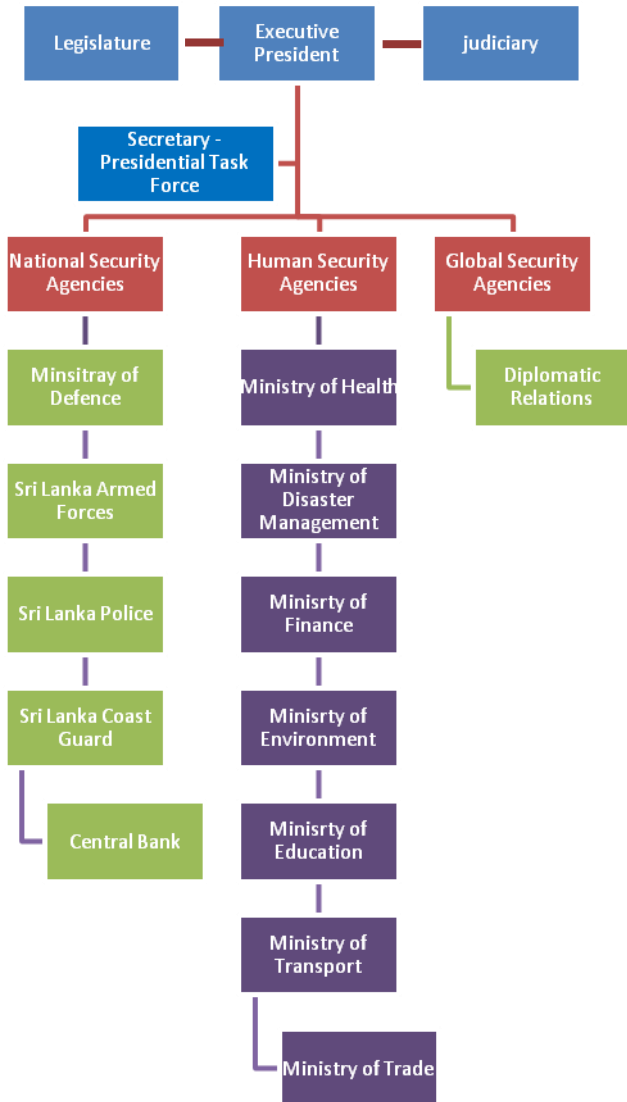 Legislature
Executive
President
judiciary
Secretary -
Presidential Task
Force
National Security
Agencies
Human Security
Agencies
Global Security
Agencies
Minsitray of
Defence
Ministry of Health
Diplomatic
Relations
Sri Lanka Armed
Forces
Ministry of
Disaster
Management
Sri Lanka Police
Minisrty of
Finance
Sri Lanka Coast
Guard
Minisrty of
Environment
Central Bank
Minisrty of
Education
Ministry of
Transport
Ministry of Trade